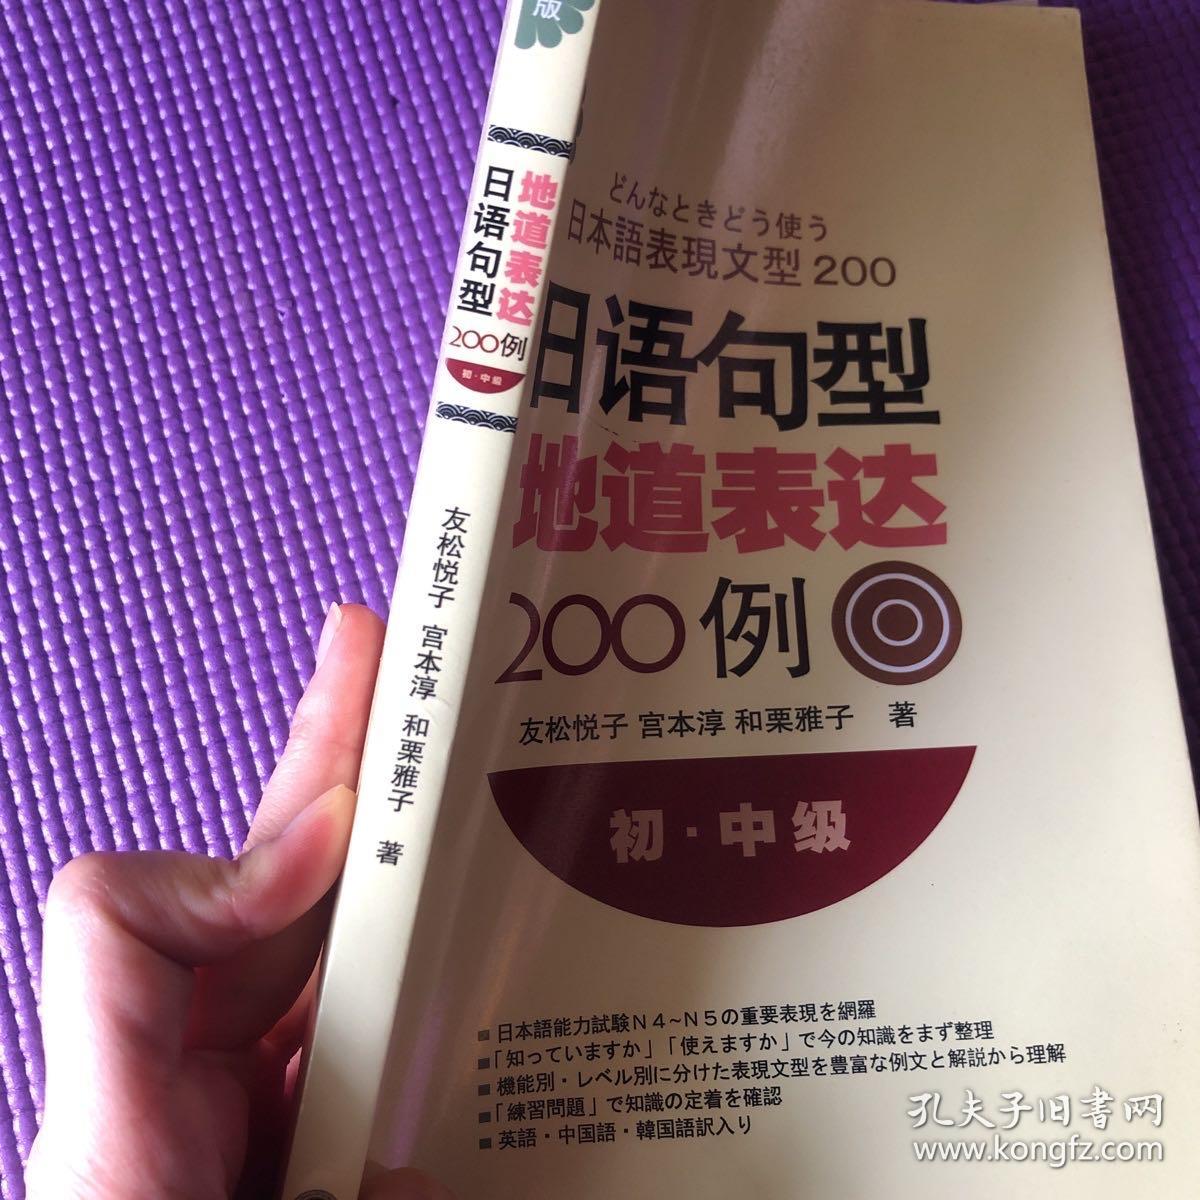 版
地道表达
日语句型
200例
初·中級
友松悦子 宫本淳 和栗雅子 著
どんなときどう使う
日本語表現文型 200
日语句型
地道表达
200例
友松悦子 宫本淳 和栗雅子 著
初·中级
日本語能力試験N4~N5の重要表現を網羅
「知っていますか」「使えますか」で今の知識をまず整理
機能別・レベル別に分けた表現文型を豊富な例文と解説から理解
「練習問題」で知識の定着を確認
英語・中国語・韓国語訳入り
孔夫子旧书网
www.kongfz.com